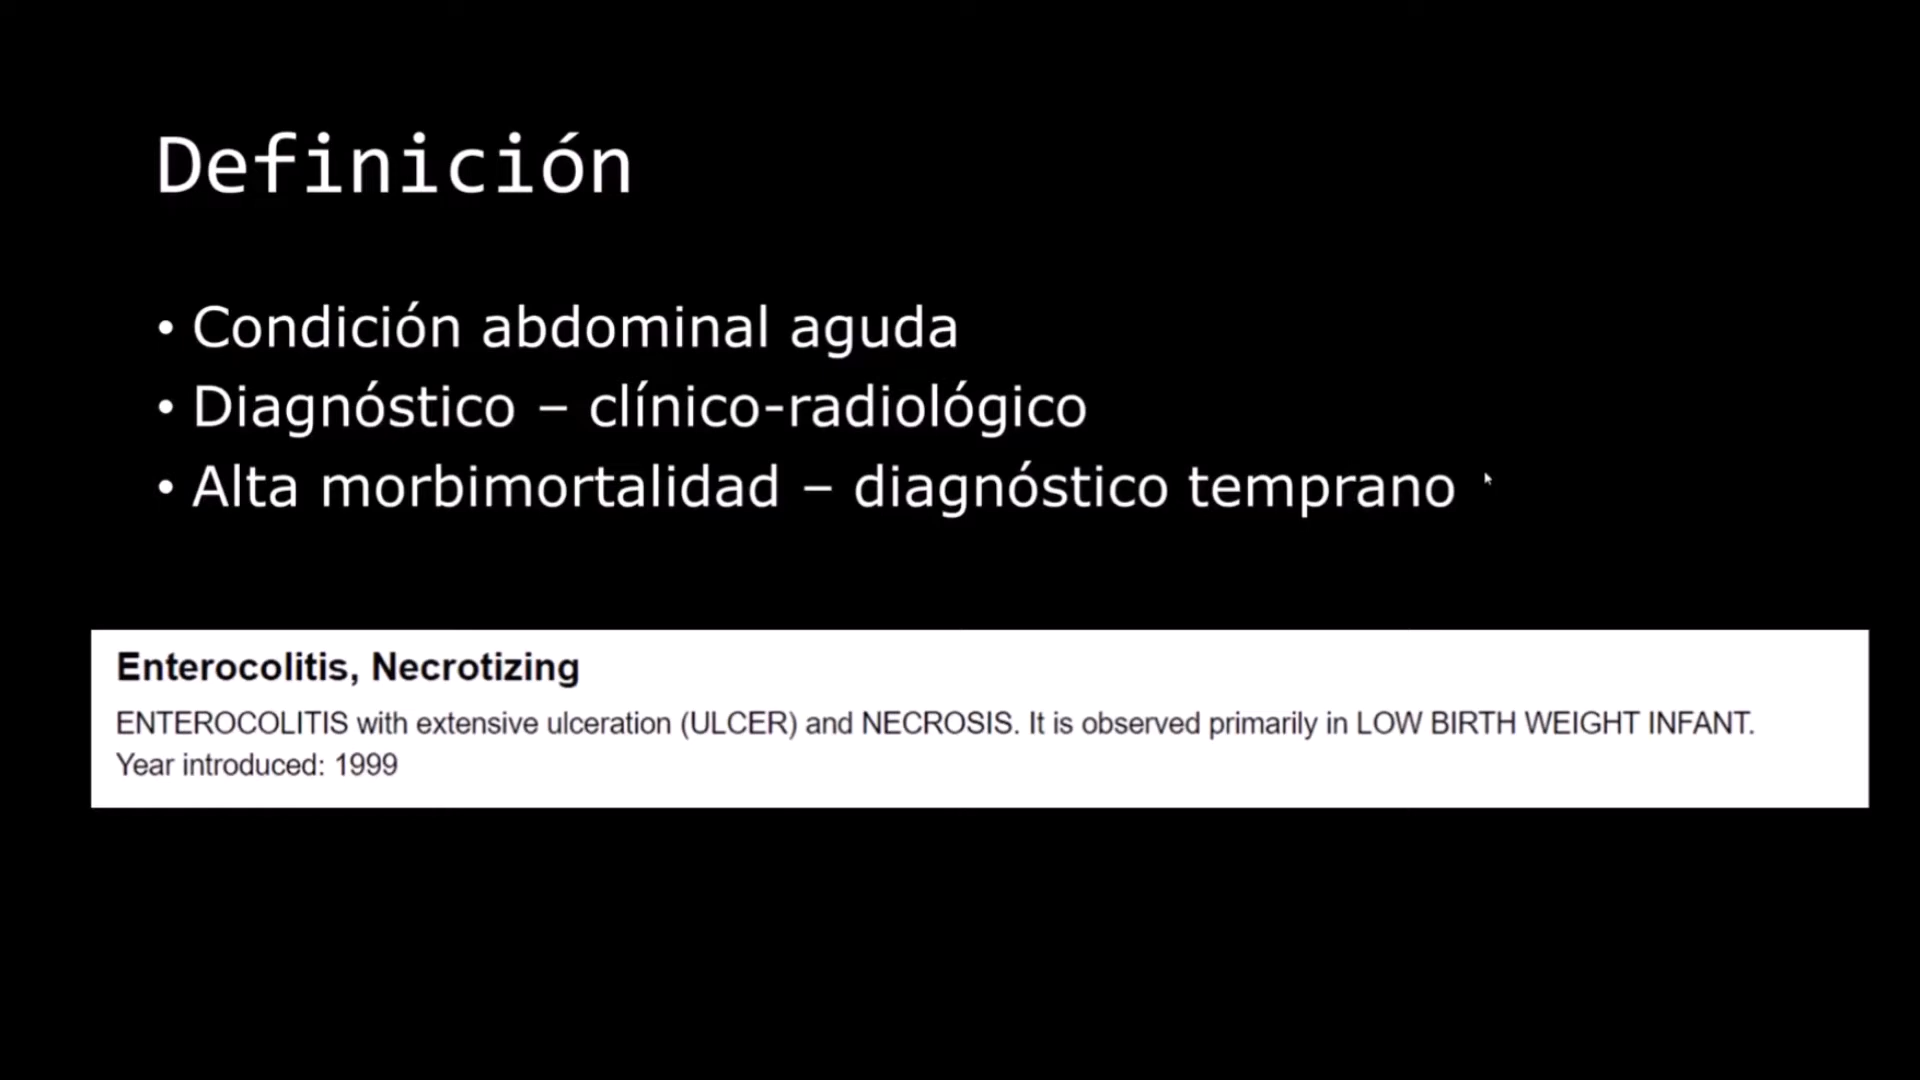 Definición
• Condición abdominal aguda
• Diagnóstico – clínico-radiológico
• Alta morbimortalidad – diagnóstico temprano
Enterocolitis, Necrotizing
ENTEROCOLITIS with extensive ulceration (ULCER) and NECROSIS. It is observed primarily in LOW BIRTH WEIGHT INFANT.
Year introduced: 1999